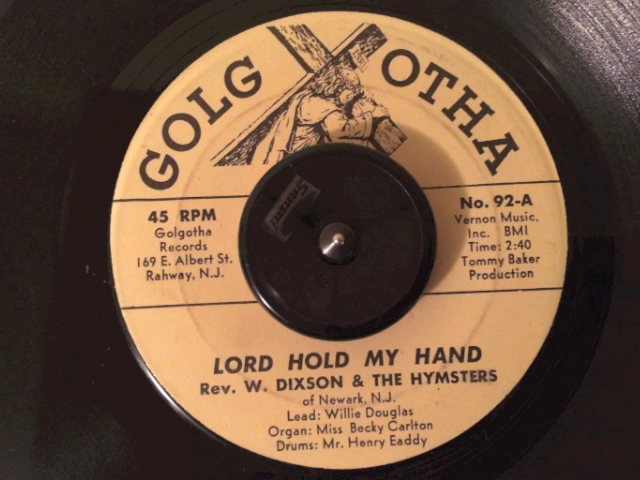 GOLGOTHA
45 RPM
Golgotha
Records
169 E. Albert St.
Rahway, N.J.
No. 92-A
Vernon Music,
Inc. BMI
Time: 2:40
Tommy Baker
Production
LORD HOLD MY HAND
Rev. W. DIXSON & THE HYMSTERS
of Newark, N.J.
Lead: Willie Douglas
Organ: Miss Becky Carlton
Drums: Mr. Henry Eaddy